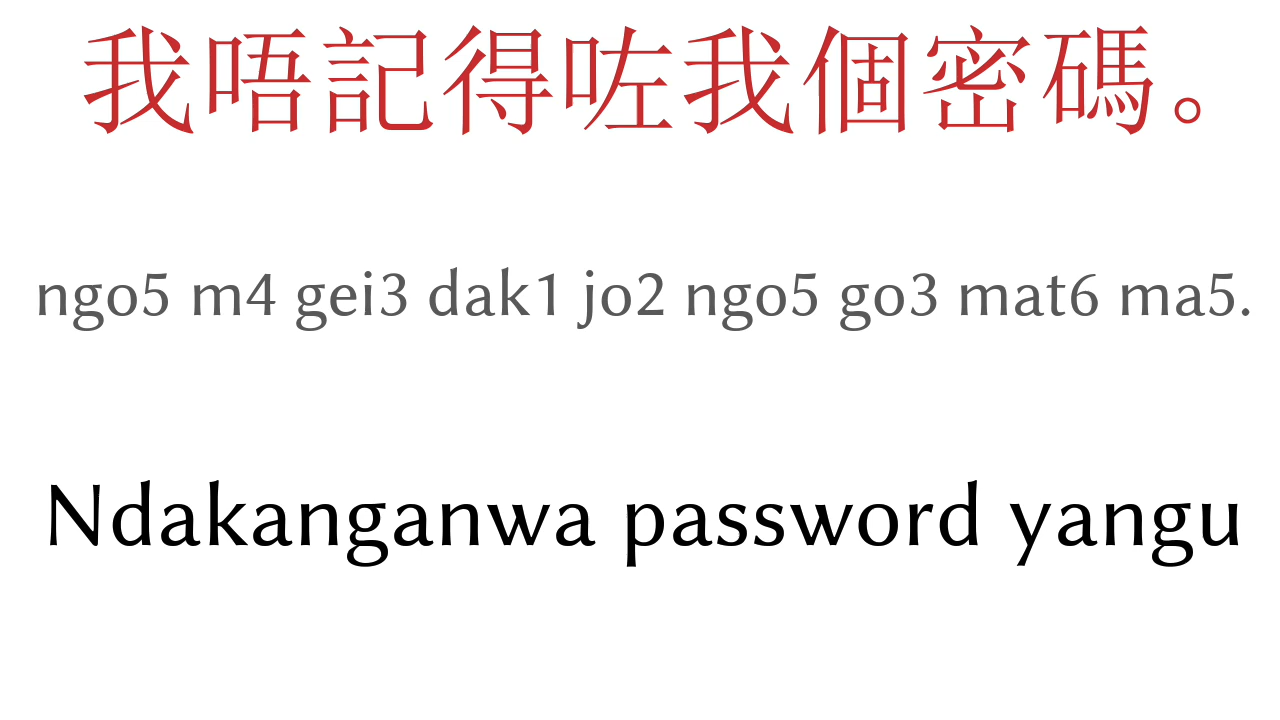 我唔記得咗我個密碼。
ngo5 m4 gei3 dak1 jo2 ngo5 go3 mat6 ma5.
Ndakanganwa password yangu